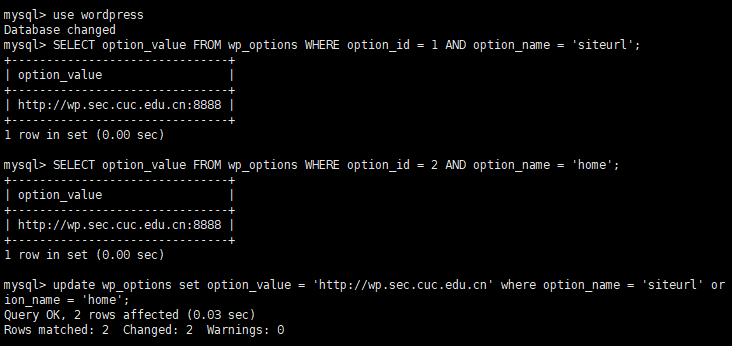 mysql> use wordpress
Database changed
mysql> SELECT option_value FROM wp_options WHERE option_id = 1 AND option_name = 'siteurl';
+-------------------------------+
| option_value                  |
+-------------------------------+
| http://wp.sec.cuc.edu.cn:8888 |
+-------------------------------+
1 row in set (0.00 sec)

mysql> SELECT option_value FROM wp_options WHERE option_id = 2 AND option_name = 'home';
+-------------------------------+
| option_value                  |
+-------------------------------+
| http://wp.sec.cuc.edu.cn:8888 |
+-------------------------------+
1 row in set (0.00 sec)

mysql> update wp_options set option_value = 'http://wp.sec.cuc.edu.cn' where option_name = 'siteurl' or
ion_name = 'home';
Query OK, 2 rows affected (0.03 sec)
Rows matched: 2  Changed: 2  Warnings: 0